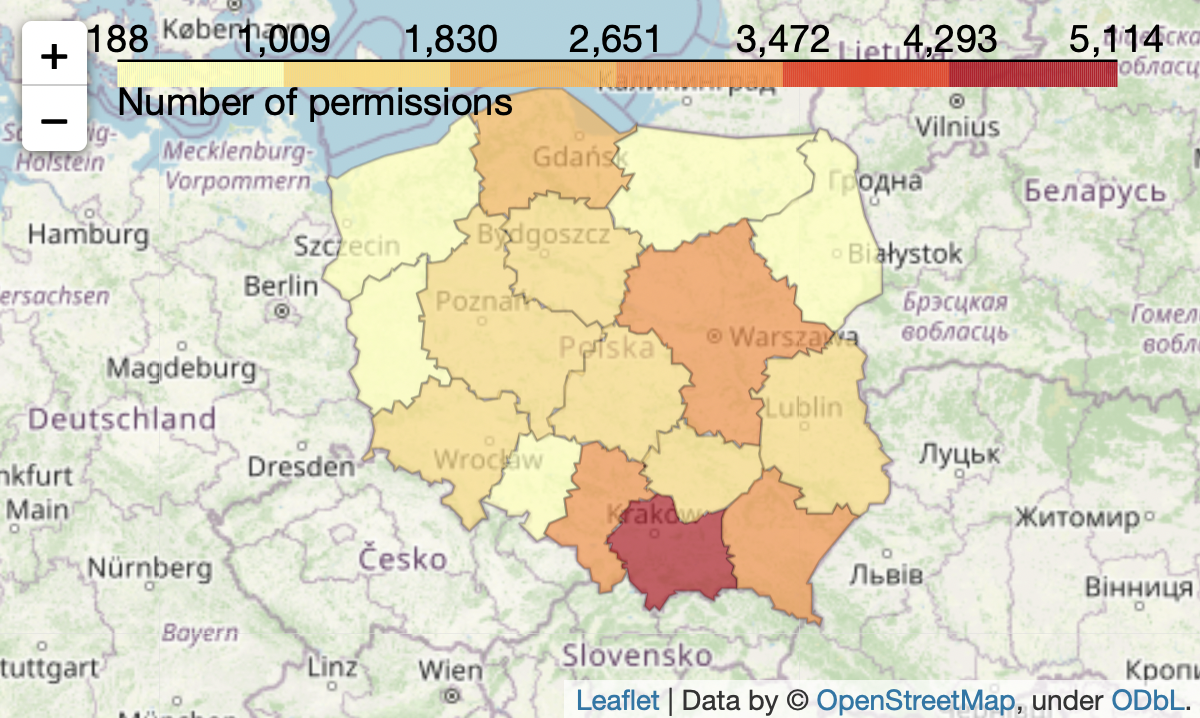 +
−
188 1,009 1,830 2,651 3,472 4,293 5,114
Number of permissions
København
Lietuva
Калининград
Vilnius
Holstein
Mecklenburg-
Vorpommern
Gdańsk
Гродна
Беларусь
Hamburg
Szczecin
Bydgoszcz
Białystok
Berlin
Poznań
Брэсцкая
вобласць
Warszawa
Polska
Magdeburg
Deutschland
Lublin
Dresden
Wrocław
Луцьк
Main
Kraków
Житомир
Česko
Nürnberg
Львів
Вінниця
Bayern
Slovensko
Linz
Wien
Leaflet | Data by © OpenStreetMap, under ODbL.